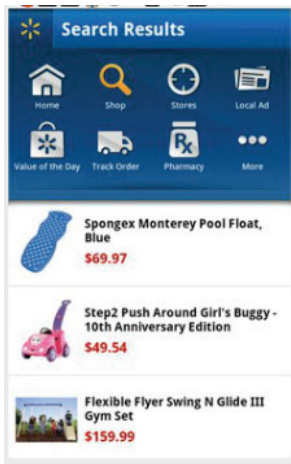 Search Results
Home Shop Stores Local Ad
Rx
Value of the Day Track Order Pharmacy More
Spongex Monterey Pool Float,
Blue
$69.97
Step2 Push Around Girl's Buggy -
10th Anniversary Edition
$49.54
Flexible Flyer Swing N Glide III
Gym Set
$159.99